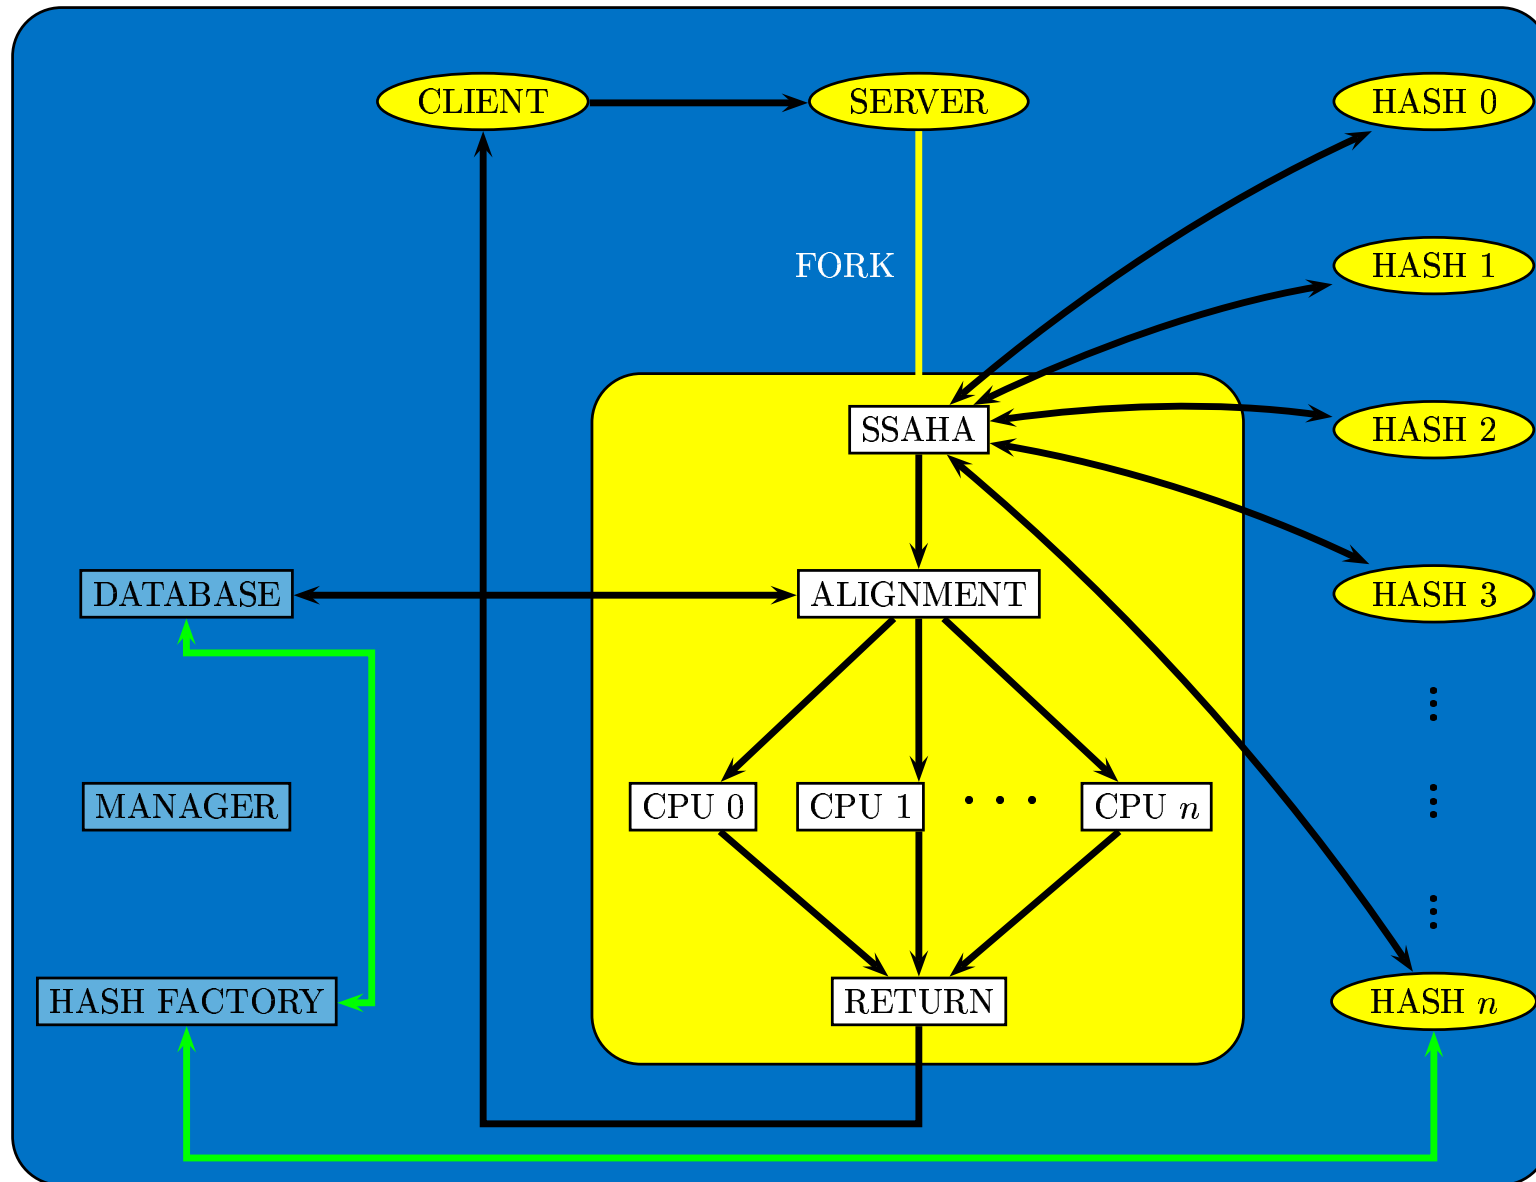 CLIENT
SERVER
HASH 0
FORK
HASH 1
SSAHA
HASH 2
DATABASE
ALIGNMENT
HASH 3
MANAGER
CPU 0
CPU 1
CPU n
HASH FACTORY
RETURN
HASH n